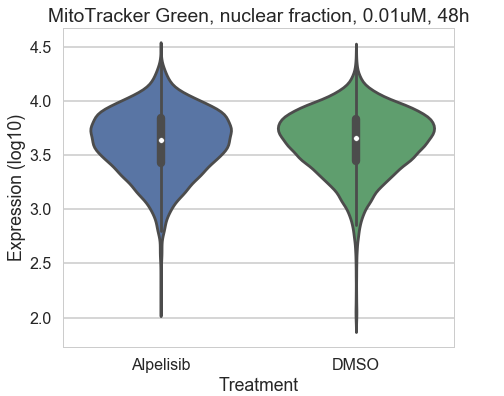 MitoTracker Green, nuclear fraction, 0.01uM, 48h
Expression (log10)
4.5
4.0
3.5
3.0
2.5
2.0
Alpelisib DMSO
Treatment